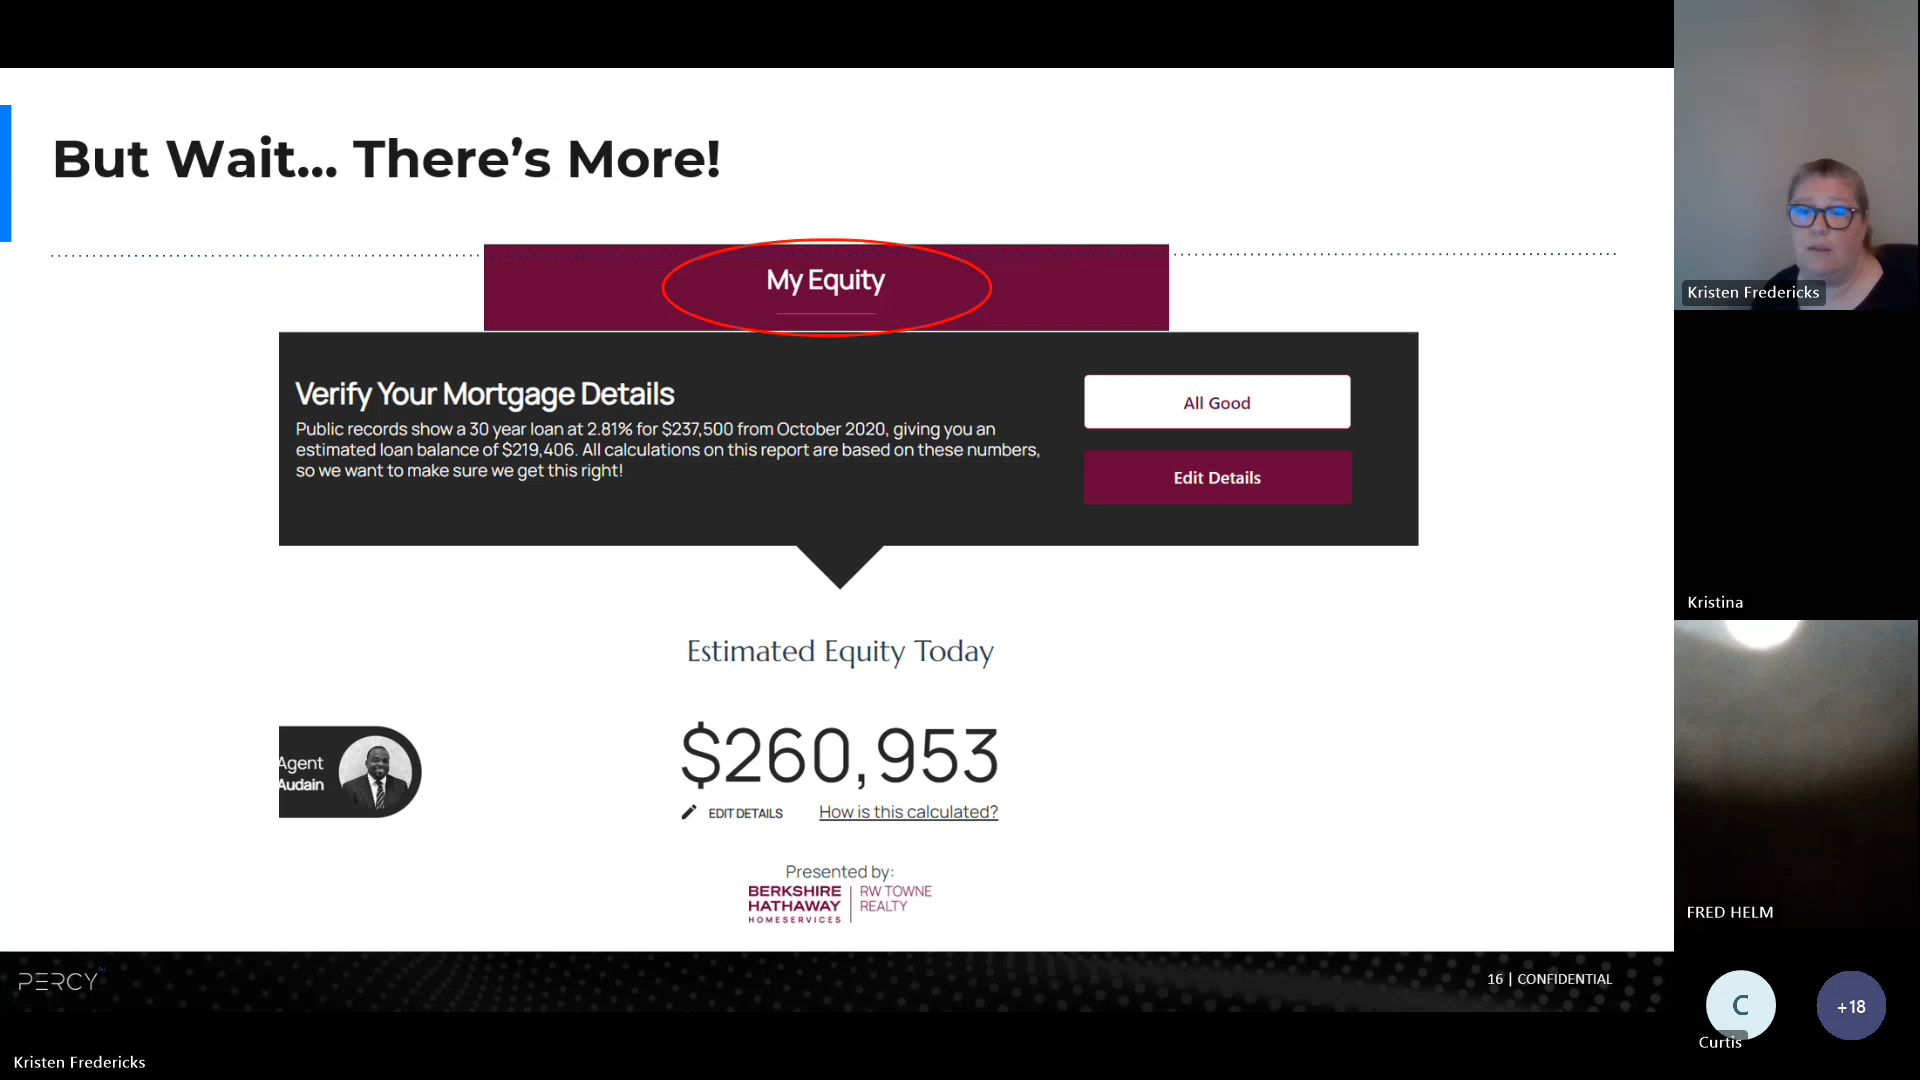 But Wait... There’s More!
My Equity
Verify Your Mortgage Details
Public records show a 30 year loan at 2.81% for $237,500 from October 2020, giving you an
estimated loan balance of $219,406. All calculations on this report are based on these numbers,
so we want to make sure we get this right!
All Good
Edit Details
Estimated Equity Today
$260,953
EDIT DETAILS
How is this calculated?
Agent
Audain
Presented by:
BERKSHIRE
HATHAWAY
HOMESERVICES
RW TOWNE
REALTY
PERCY AI
16 | CONFIDENTIAL
Kristen Fredericks
Kristen Fredericks
Kristina
FRED HELM
C
Curtis
+18